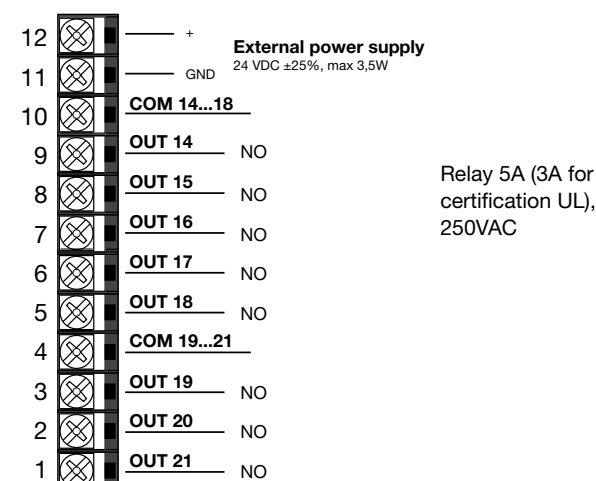 12 +
External power supply
24 VDC ±25%, max 3,5W
11 GND
10 COM 14...18
9 OUT 14 NO
8 OUT 15 NO
7 OUT 16 NO
6 OUT 17 NO
5 OUT 18 NO
4 COM 19...21
3 OUT 19 NO
2 OUT 20 NO
1 OUT 21 NO
Relay 5A (3A for
certification UL),
250VAC